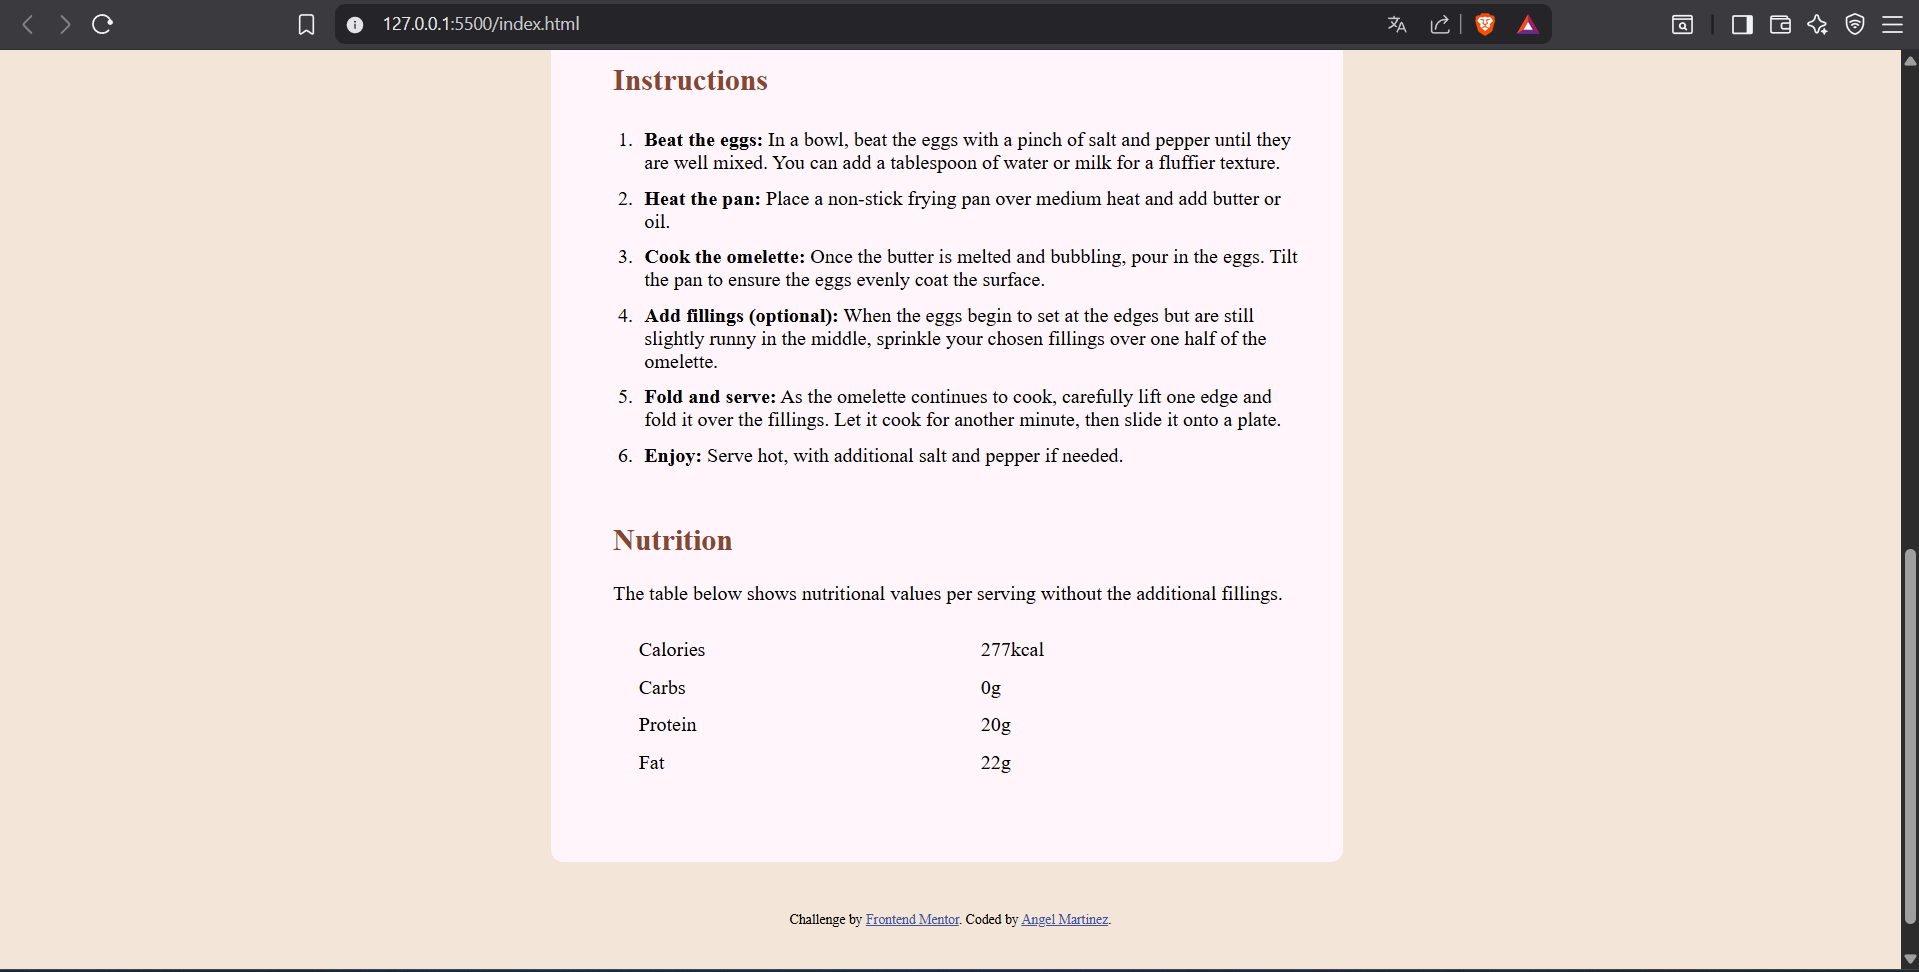 127.0.0.1:5500/index.html
Instructions
1. Beat the eggs: In a bowl, beat the eggs with a pinch of salt and pepper until they
are well mixed. You can add a tablespoon of water or milk for a fluffier texture.
2. Heat the pan: Place a non-stick frying pan over medium heat and add butter or
oil.
3. Cook the omelette: Once the butter is melted and bubbling, pour in the eggs. Tilt
the pan to ensure the eggs evenly coat the surface.
4. Add fillings (optional): When the eggs begin to set at the edges but are still
slightly runny in the middle, sprinkle your chosen fillings over one half of the
omelette.
5. Fold and serve: As the omelette continues to cook, carefully lift one edge and
fold it over the fillings. Let it cook for another minute, then slide it onto a plate.
6. Enjoy: Serve hot, with additional salt and pepper if needed.
Nutrition
The table below shows nutritional values per serving without the additional fillings.
Calories 277kcal
Carbs 0g
Protein 20g
Fat 22g
Challenge by Frontend Mentor. Coded by Angel Martinez.